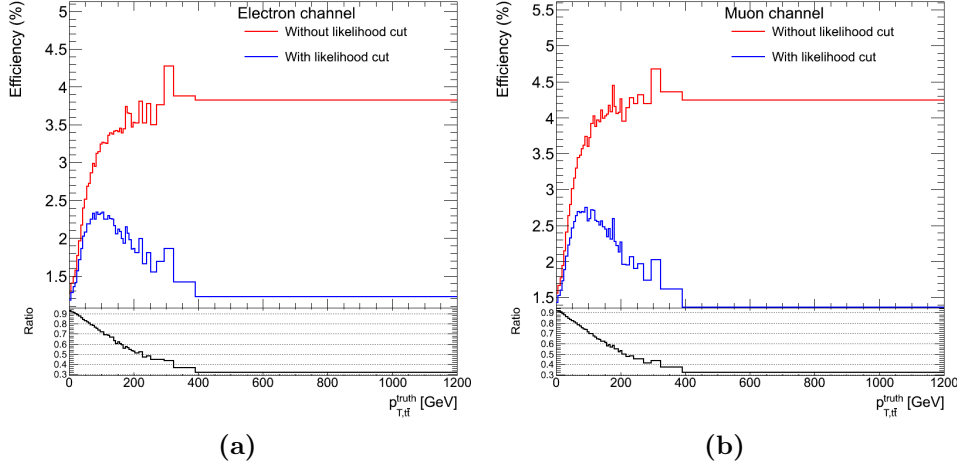 Electron channel
Without likelihood cut
With likelihood cut
Efficiency (%)
5
4.5
4
3.5
3
2.5
2
1.5
Ratio
0.9
0.8
0.7
0.6
0.5
0.4
0.3
0 200 400 600 800 1000 1200
p^truth_T,tt̄ [GeV]
(a)
Muon channel
Without likelihood cut
With likelihood cut
Efficiency (%)
5.5
5
4.5
4
3.5
3
2.5
2
1.5
Ratio
0.9
0.8
0.7
0.6
0.5
0.4
0.3
0 200 400 600 800 1000 1200
p^truth_T,tt̄ [GeV]
(b)